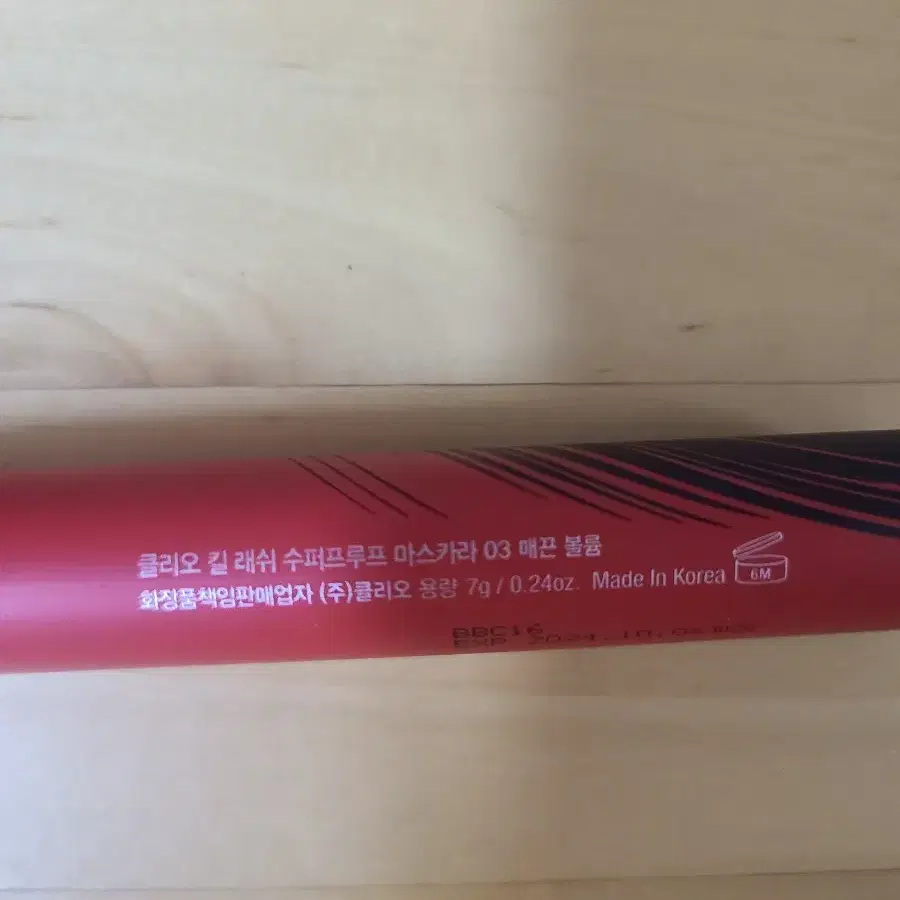 클리오 킬 래쉬 수퍼프루프 마스카라 03 매끈 볼륨
화장품책임판매업자 (주)클리오 용량 7g / 0.24oz. Made In Korea 6M
BBC16